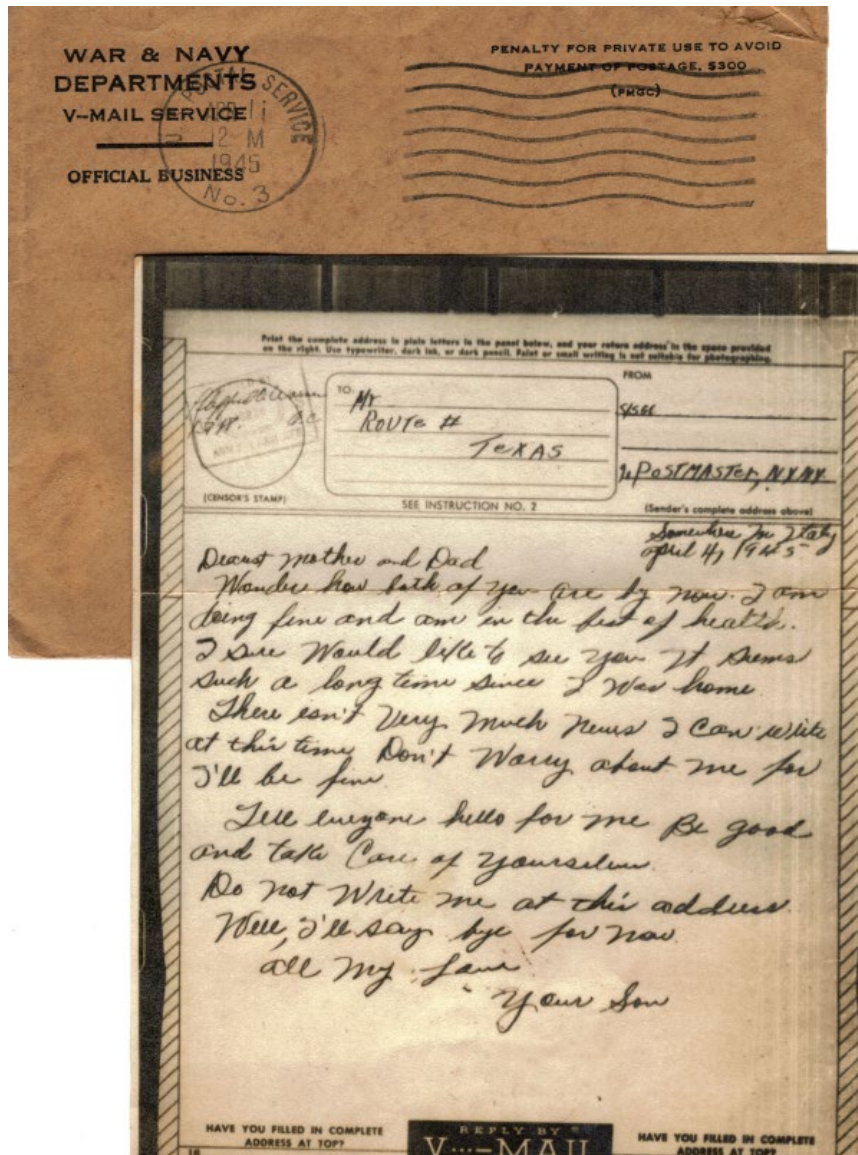 WAR & NAVY
DEPARTMENTS
V–MAIL SERVICE
OFFICIAL BUSINESS
POSTAL SERVICE
APR 11
12 M
1945
No. 3
PENALTY FOR PRIVATE USE TO AVOID
PAYMENT OF POSTAGE, $300
(PMGC)
Print the complete address in plain letters in the panel below, and your return address in the space provided
on the right. Use typewriter, dark ink, or dark pencil. Faint or small writing is not suitable for photographing.
(CENSOR'S STAMP)
TO:
Mr
Route #
Texas
SEE INSTRUCTION NO. 2
FROM
S/Sgt
% Postmaster, N.Y. N.Y.
(Sender's complete address above)
Somewhere In Italy
April 4, 1945
Dearest Mother and Dad
Wonder how both of you are by now. I am
doing fine and am in the best of health.
I sure Would like to see you It seems
such a long time since I Was home.
There isn't Very Much News I Can write
at this time. Don't Worry about me for
I'll be fine
Tell everyone hello for me Be good
and take Care of yourselves.
Do not Write me at this address.
Well, I'll say bye for now.
all My Love
Your Son
HAVE YOU FILLED IN COMPLETE
ADDRESS AT TOP?
REPLY BY
V···–MAIL
HAVE YOU FILLED IN COMPLETE
ADDRESS AT TOP?